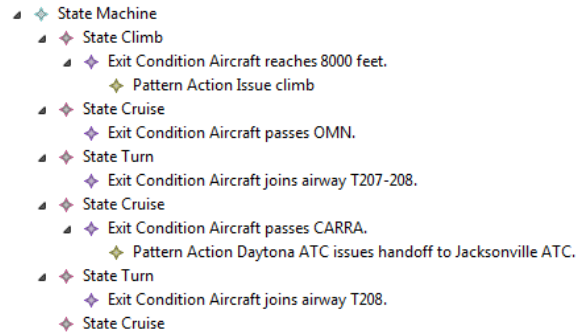 State Machine
State Climb
Exit Condition Aircraft reaches 8000 feet.
Pattern Action Issue climb
State Cruise
Exit Condition Aircraft passes OMN.
State Turn
Exit Condition Aircraft joins airway T207-208.
State Cruise
Exit Condition Aircraft passes CARRA.
Pattern Action Daytona ATC issues handoff to Jacksonville ATC.
State Turn
Exit Condition Aircraft joins airway T208.
State Cruise